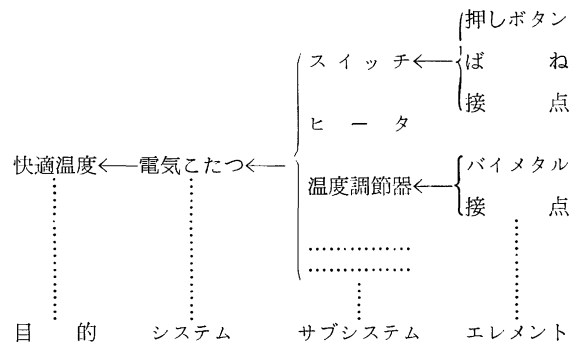 押しボタン
スイッチ←ば　　ね
接　　点
ヒータ
快適温度←電気こたつ←
バイメタル
温度調節器←
接　　点
目　的　システム　サブシステム　エレメント